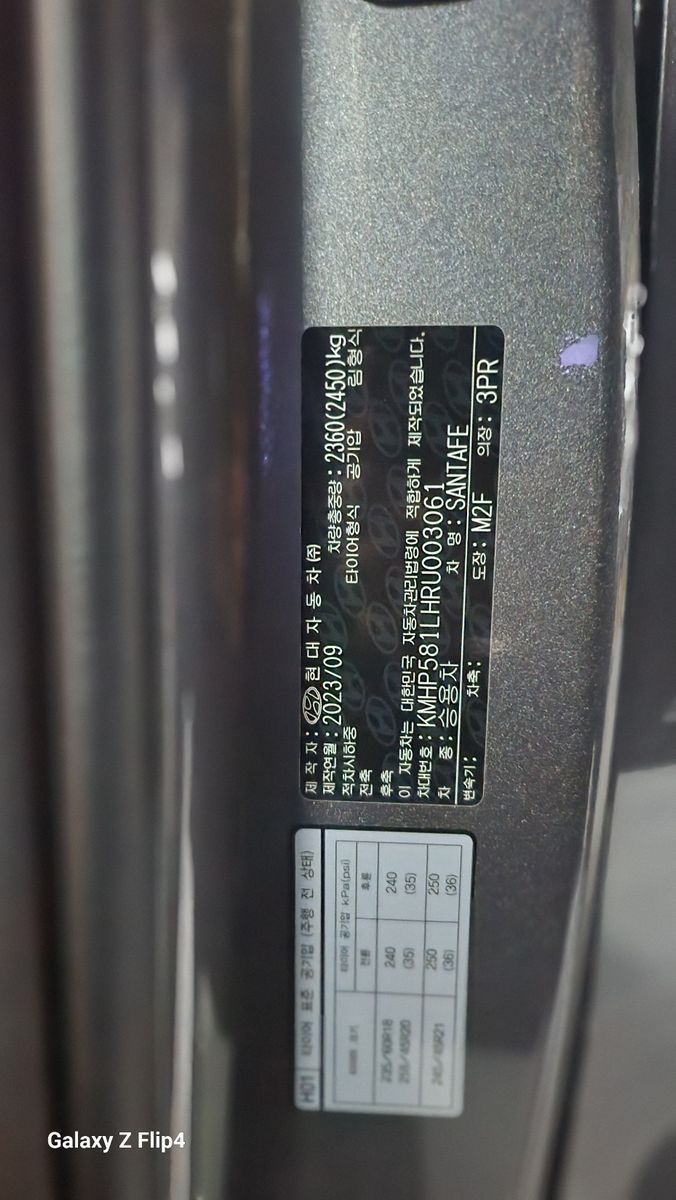 제 작 자 : 현 대 자 동 차 ㈜
제작연월 : 2023/09 차량총중량 : 2360(2450)kg
적차시하중 타이어형식 공기압 림형식
전축
후축
이 자동차는 대한민국 자동차관리법령에 적합하게 제작되었습니다.
차대번호 : KMHP581LHRU003061
차 종 : 승용차 차 명 : SANTAFE
변속기 : 차축 : 도장 : M2F 의장 : 3PR
H01 타이어 표준 공기압 (주행 전 상태)
타이어 공기압 kPa(psi)
전륜 후륜
235/60R18 240 240
255/45R20 (35) (35)
245/45R21 250 250
(36) (36)
Galaxy Z Flip4